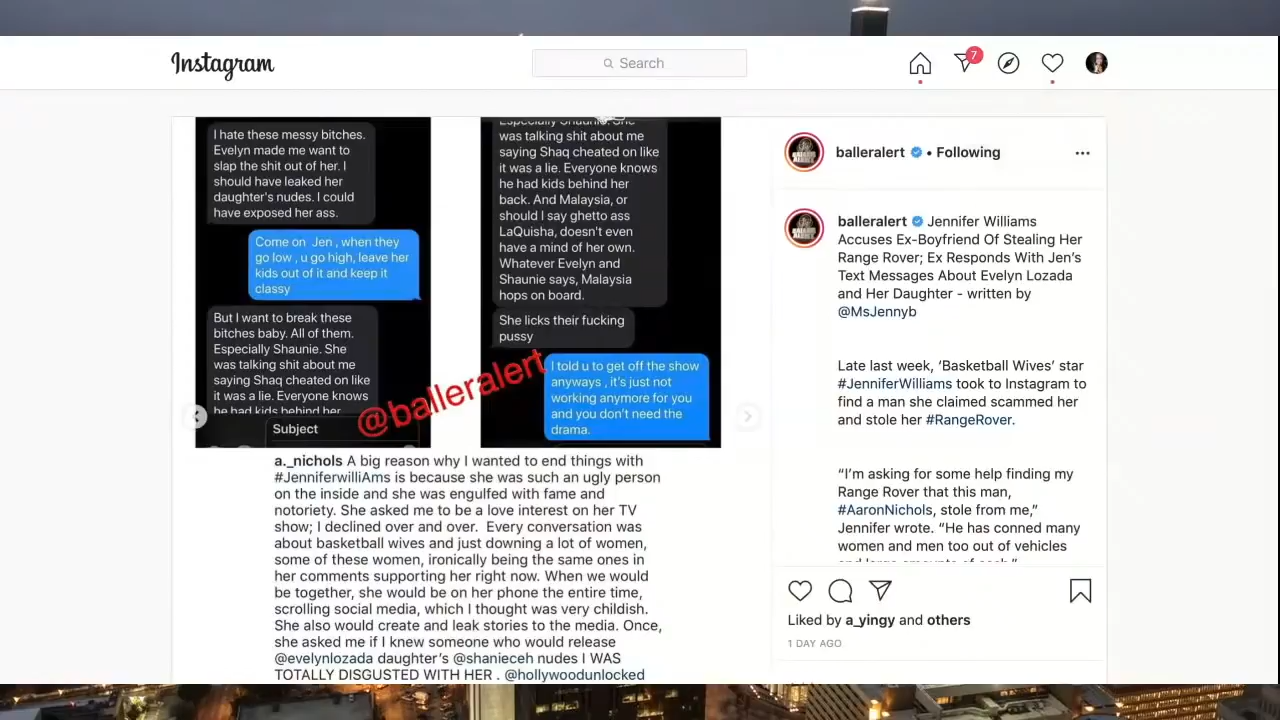 Instagram
Search
7
I hate these messy bitches.
Evelyn made me want to
slap the shit out of her. I
should have leaked her
daughter's nudes. I could
have exposed her ass.
Come on Jen , when they
go low , u go high, leave her
kids out of it and keep it
classy
But I want to break these
bitches baby. All of them.
Especially Shaunie. She
was talking shit about me
saying Shaq cheated on like
it was a lie. Everyone knows
he had kids behind her
Subject
Especially Shaunie. She
was talking shit about me
saying Shaq cheated on like
it was a lie. Everyone knows
he had kids behind her
back. And Malaysia, or
should I say ghetto ass
LaQuisha, doesn't even
have a mind of her own.
Whatever Evelyn and
Shaunie says, Malaysia
hops on board.
She licks their fucking
pussy
I told u to get off the show
anyways , it's just not
working anymore for you
and you don't need the
drama.
@balleralert
a._nichols A big reason why I wanted to end things with
#JenniferwilliAms is because she was such an ugly person
on the inside and she was engulfed with fame and
notoriety. She asked me to be a love interest on her TV
show; I declined over and over. Every conversation was
about basketball wives and just downing a lot of women,
some of these women, ironically being the same ones in
her comments supporting her right now. When we would
be together, she would be on her phone the entire time,
scrolling social media, which I thought was very childish.
She also would create and leak stories to the media. Once,
she asked me if I knew someone who would release
@evelynlozada daughter's @shanieceh nudes I WAS
TOTALLY DISGUSTED WITH HER . @hollywoodunlocked
balleralert • Following
balleralert Jennifer Williams
Accuses Ex-Boyfriend Of Stealing Her
Range Rover; Ex Responds With Jen's
Text Messages About Evelyn Lozada
and Her Daughter - written by
@MsJennyb
Late last week, ‘Basketball Wives’ star
#JenniferWilliams took to Instagram to
find a man she claimed scammed her
and stole her #RangeRover.
“I'm asking for some help finding my
Range Rover that this man,
#AaronNichols, stole from me,”
Jennifer wrote. “He has conned many
women and men too out of vehicles
and large amounts of cash.”
Liked by a_yingy and others
1 DAY AGO